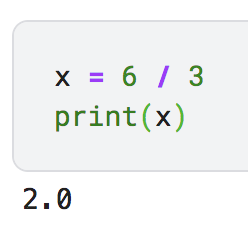 x = 6 / 3
print(x)
2.0